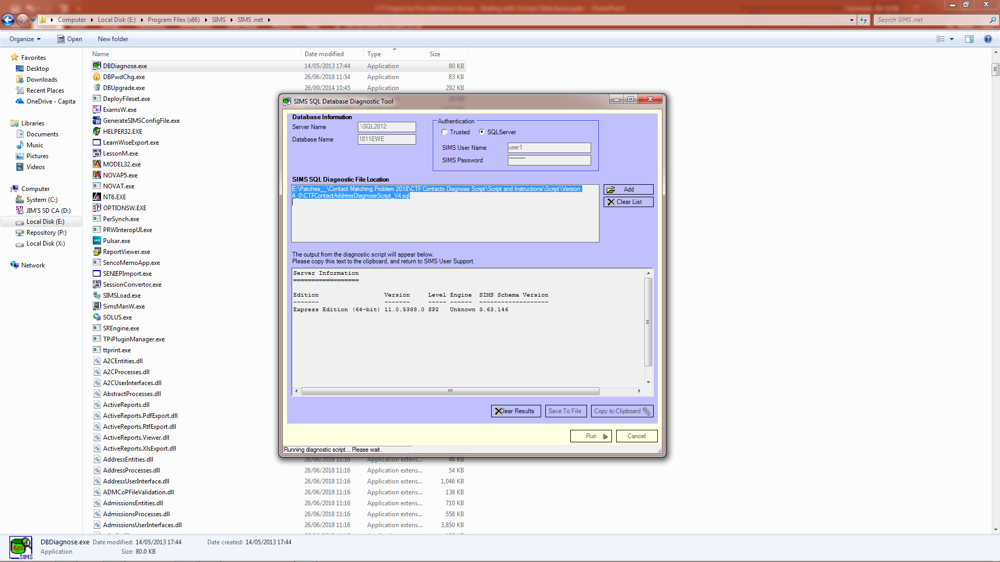 Computer
Local Disk (E:)
Program Files (x86)
SIMS
SIMS .net
Search SIMS .net
Organize
Open
New folder
Favorites
Desktop
Downloads
Recent Places
OneDrive - Capita
Libraries
Documents
Music
Pictures
Videos
Computer
System (C:)
JIM'S SD CA (D:)
Local Disk (E:)
Repository (P:)
Local Disk (X:)
Network
Name Date modified Type Size
DBDiagnose.exe 14/05/2013 17:44 Application 80 KB
DBPwdChg.exe 26/06/2018 11:54 Application 83 KB
DBUpgrade.exe 26/09/2014 10:45 Application 292 KB
DeployFileset.exe
ExamsW.exe
GenerateSIMSConfigFile.exe
HELPER32.EXE
LearnWiseExport.exe
LessonM.exe
MODEL32.exe
NOVAP5.exe
NOVAT.exe
NT6.EXE
OPTIONSW.EXE
PerSynch.exe
PRWInteropUI.exe
Pulsar.exe
ReportViewer.exe
SencoMemoApp.exe
SENIEPImport.exe
SessionConvertor.exe
SIMSLoad.exe
SimsManW.exe
SOLUS.exe
SREngine.exe
TPiPluginManager.exe
ttprint.exe
A2CEntities.dll
A2CProcesses.dll
A2CUserInterfaces.dll
AbstractProcesses.dll
ActiveReports.dll
ActiveReports.PdfExport.dll
ActiveReports.RtfExport.dll
ActiveReports.Viewer.dll
ActiveReports.XlsExport.dll
AddressEntities.dll 26/06/2018 11:16 Application extens... 46 KB
AddressProcesses.dll 26/06/2018 11:16 Application extens... 54 KB
AddressUserInterface.dll 26/06/2018 11:16 Application extens... 1,046 KB
ADMCoPFileValidation.dll 26/06/2018 11:16 Application extens... 138 KB
AdmissionsEntities.dll 26/06/2018 11:16 Application extens... 710 KB
AdmissionsProcesses.dll 26/06/2018 11:16 Application extens... 558 KB
AdmissionsUserInterfaces.dll 26/06/2018 11:16 Application extens... 3,850 KB
SIMS SQL Database Diagnostic Tool
Database Information
Server Name .\SQL2012
Database Name 1811EWE
Authentication
Trusted SQLServer
SIMS User Name user1
SIMS Password ********
SIMS SQL Diagnostic File Location
E:\Patches__\Contact Matching Problem 2018\CTF Contacts Diagnose Script\Script and Instructions\Script\Version
4_0\CTFContactAddressDiagnoseScript_V4.sql
Add
Clear List
The output from the diagnostic script will appear below.
Please copy this text to the clipboard, and return to SIMS User Support.
Server Information
==================
Edition Version Level Engine SIMS Schema Version
------- ------- ----- ------ -------------------
Express Edition (64-bit) 11.0.5388.0 SP2 Unknown 3.63.146
Clear Results
Save To File
Copy to Clipboard
Run
Cancel
Running diagnostic script... Please wait.
DBDiagnose.exe Date modified: 14/05/2013 17:44 Date created: 14/05/2013 17:44
Application Size: 80.0 KB
SQL
SIMS